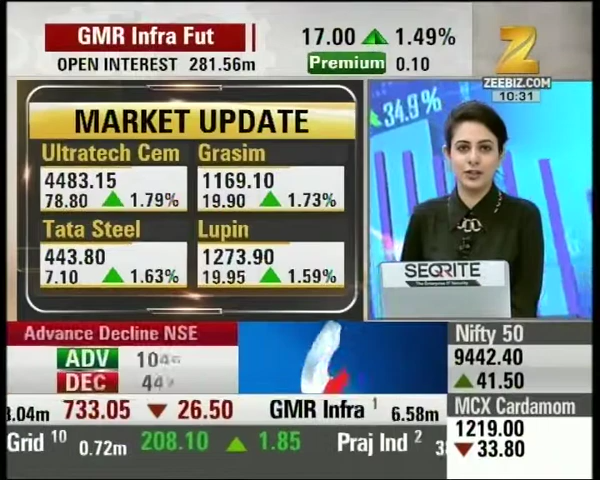 GMR Infra Fut
17.00 1.49%
OPEN INTEREST 281.56m
Premium 0.10
Z
ZEEBIZ.COM
10:31
34.9%
MARKET UPDATE
Ultratech Cem Grasim
4483.15 1169.10
78.80 1.79% 19.90 1.73%
Tata Steel Lupin
443.80 1273.90
7.10 1.63% 19.95 1.59%
SEQRITE
The Enterprise IT Security
Advance Decline NSE
ADV
DEC
Nifty 50
9442.40
41.50
733.05 26.50 GMR Infra 1 6.58m
MCX Cardamom
1219.00
33.80
Grid 10 0.72m 208.10 1.85 Praj Ind 2